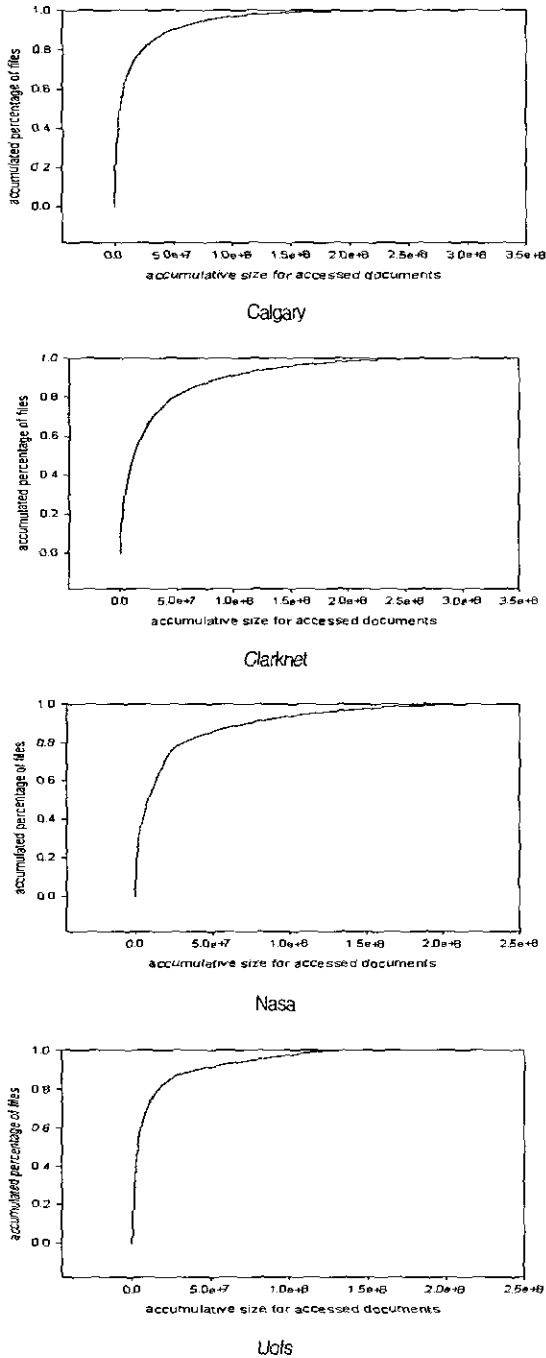 1.0
0.8
0.6
0.4
0.2
0.0
accumulated percentage of files
0.0 5.0e+7 1.0e+8 1.5e+8 2.0e+8 2.5e+8 3.0e+8 3.5e+8
accumulative size for accessed documents
Calgary
1.0
0.8
0.6
0.4
0.2
0.0
accumulated percentage of files
0.0 5.0e+7 1.0e+8 1.5e+8 2.0e+8 2.5e+8 3.0e+8 3.5e+8
accumulative size for accessed documents
Clarknet
1.0
0.8
0.6
0.4
0.2
0.0
accumulated percentage of files
0.0 5.0e+7 1.0e+8 1.5e+8 2.0e+8 2.5e+8
accumulative size for accessed documents
Nasa
1.0
0.8
0.6
0.4
0.2
0.0
accumulated percentage of files
0.0 5.0e+7 1.0e+8 1.5e+8 2.0e+8 2.5e+8
accumulative size for accessed documents
Uofs